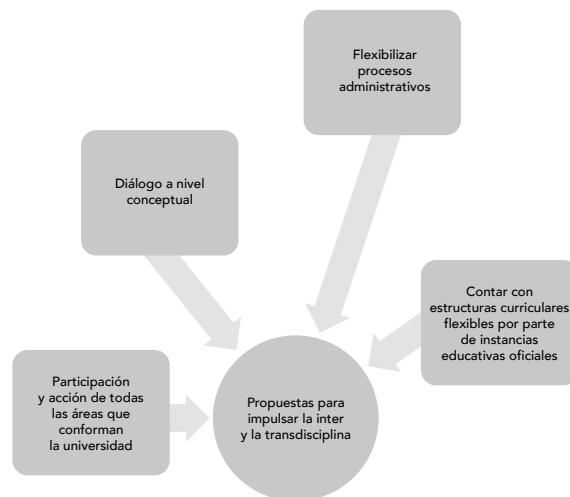 Flexibilizar
procesos
administrativos
Diálogo a nivel
conceptual
Contar con
estructuras curriculares
flexibles por parte
de instancias
educativas oficiales
Participación
y acción de todas
las áreas que
conforman
la universidad
Propuestas para
impulsar la inter
y la transdisciplina